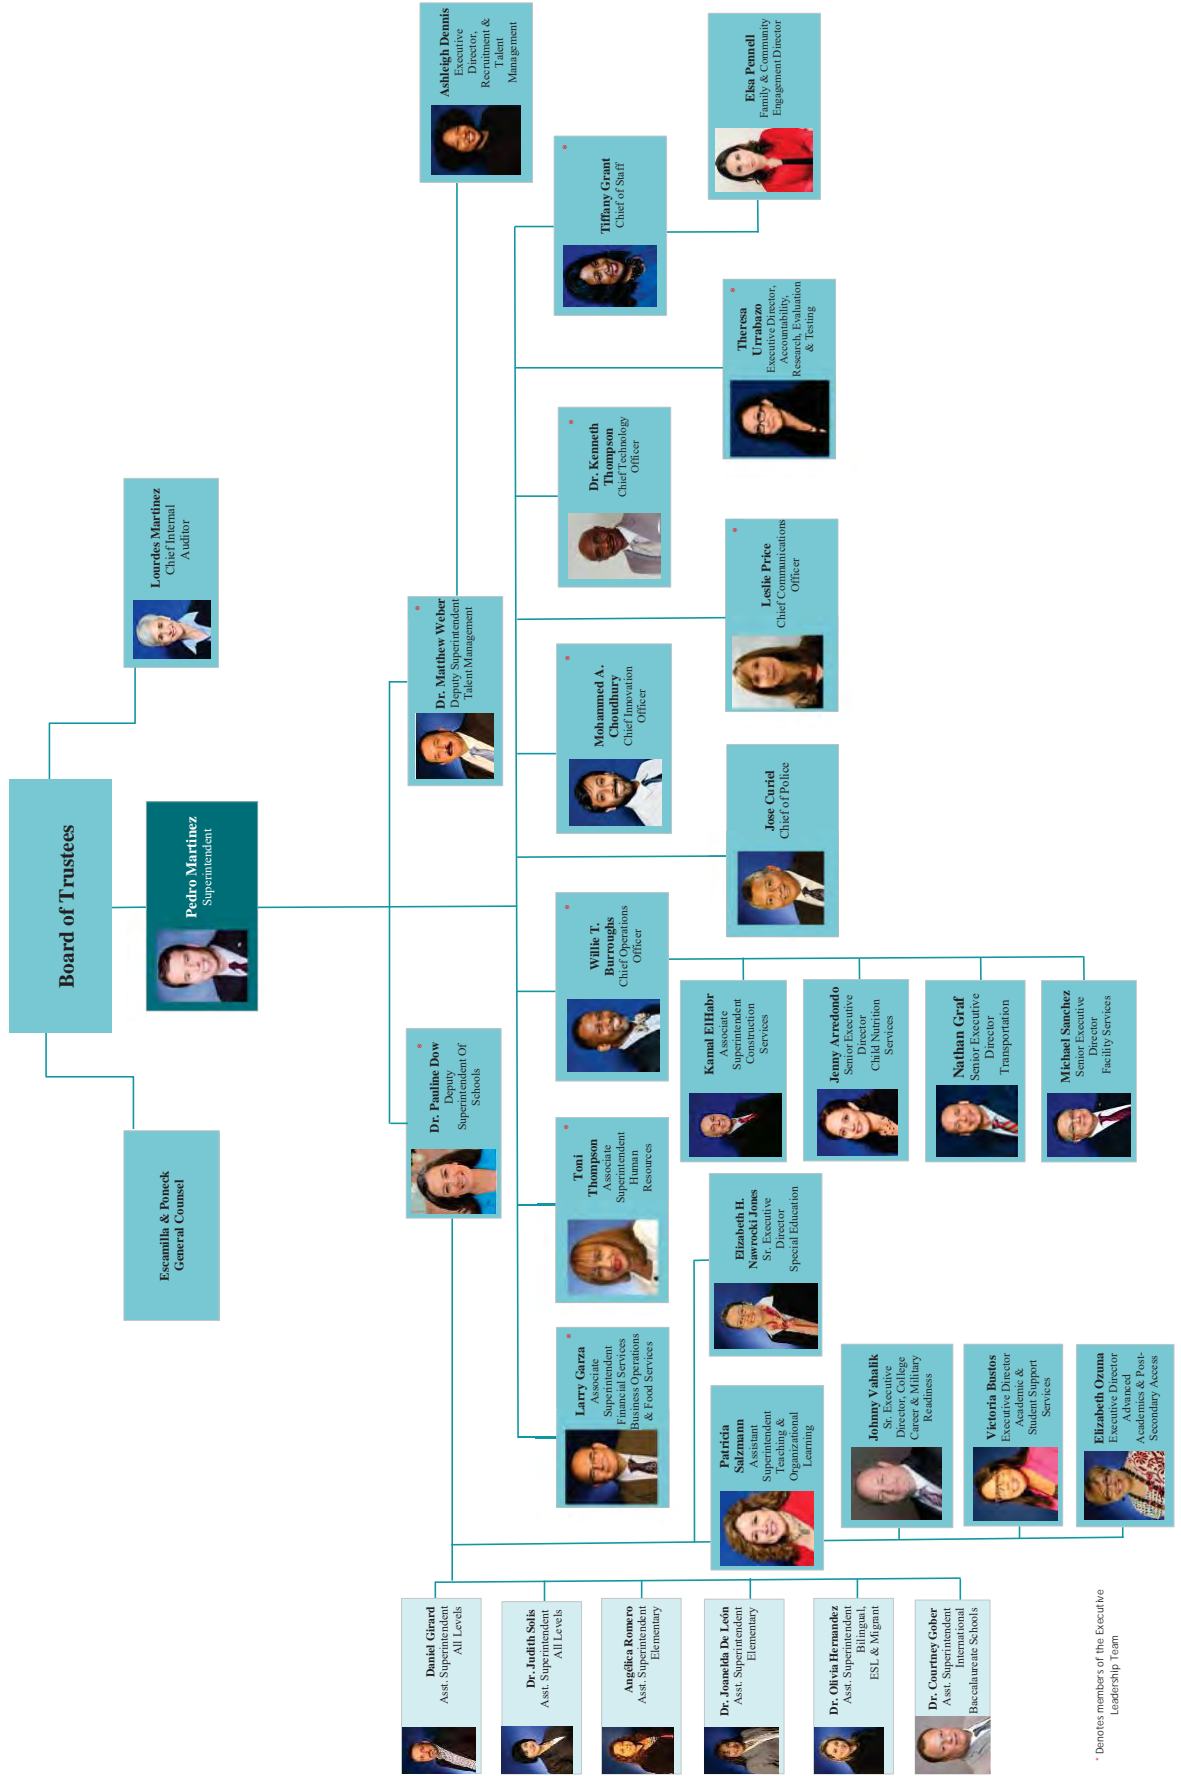 Board of Trustees
Escamilla & Poneck
General Counsel
Pedro Martinez
Superintendent
Lourdes Martinez
Chief Internal
Auditor
Dr. Pauline Dow
Deputy
Superintendent Of
Schools
*
Dr. Matthew Weber
Deputy Superintendent
Talent Management
*
Ashleigh Dennis
Executive
Director,
Recruitment &
Talent
Management
Larry Garza
Associate
Superintendent
Financial Services
Business Operations
& Food Services
*
Toni
Thompson
Associate
Superintendent
Human
Resources
*
Willie T.
Burroughs
Chief Operations
Officer
*
Mohammed A.
Choudhury
Chief Innovation
Officer
*
Dr. Kenneth
Thompson
Chief Technology
Officer
*
Tiffany Grant
Chief of Staff
*
Jose Curiel
Chief of Police
Leslie Price
Chief Communications
Officer
*
Theresa
Urrabazo
Executive Director,
Accountability,
Research, Evaluation
& Testing
*
Elsa Pennell
Family & Community
Engagement Director
Kamal ElHabr
Associate
Superintendent
Construction
Services
Jenny Arredondo
Senior Executive
Director
Child Nutrition
Services
Nathan Graf
Senior Executive
Director
Transportation
Michael Sanchez
Senior Executive
Director
Facility Services
Elizabeth H.
Nawrocki Jones
Sr. Executive
Director
Special Education
Patricia
Salzmann
Assistant
Superintendent
Teaching &
Organizational
Learning
Johnny Vahalik
Sr. Executive
Director, College
Career & Military
Readiness
Victoria Bustos
Executive Director
Academic &
Student Support
Services
Elizabeth Ozuna
Executive Director
Advanced
Academics & Post-
Secondary Access
Daniel Girard
Asst. Superintendent
All Levels
Dr. Judith Solis
Asst. Superintendent
All Levels
Angélica Romero
Asst. Superintendent
Elementary
Dr. Joanelda De León
Asst. Superintendent
Elementary
Dr. Olivia Hernandez
Asst. Superintendent
Bilingual,
ESL & Migrant
Dr. Courtney Gober
Asst. Superintendent
International
Baccalaureate Schools
* Denotes members of the Executive
Leadership Team